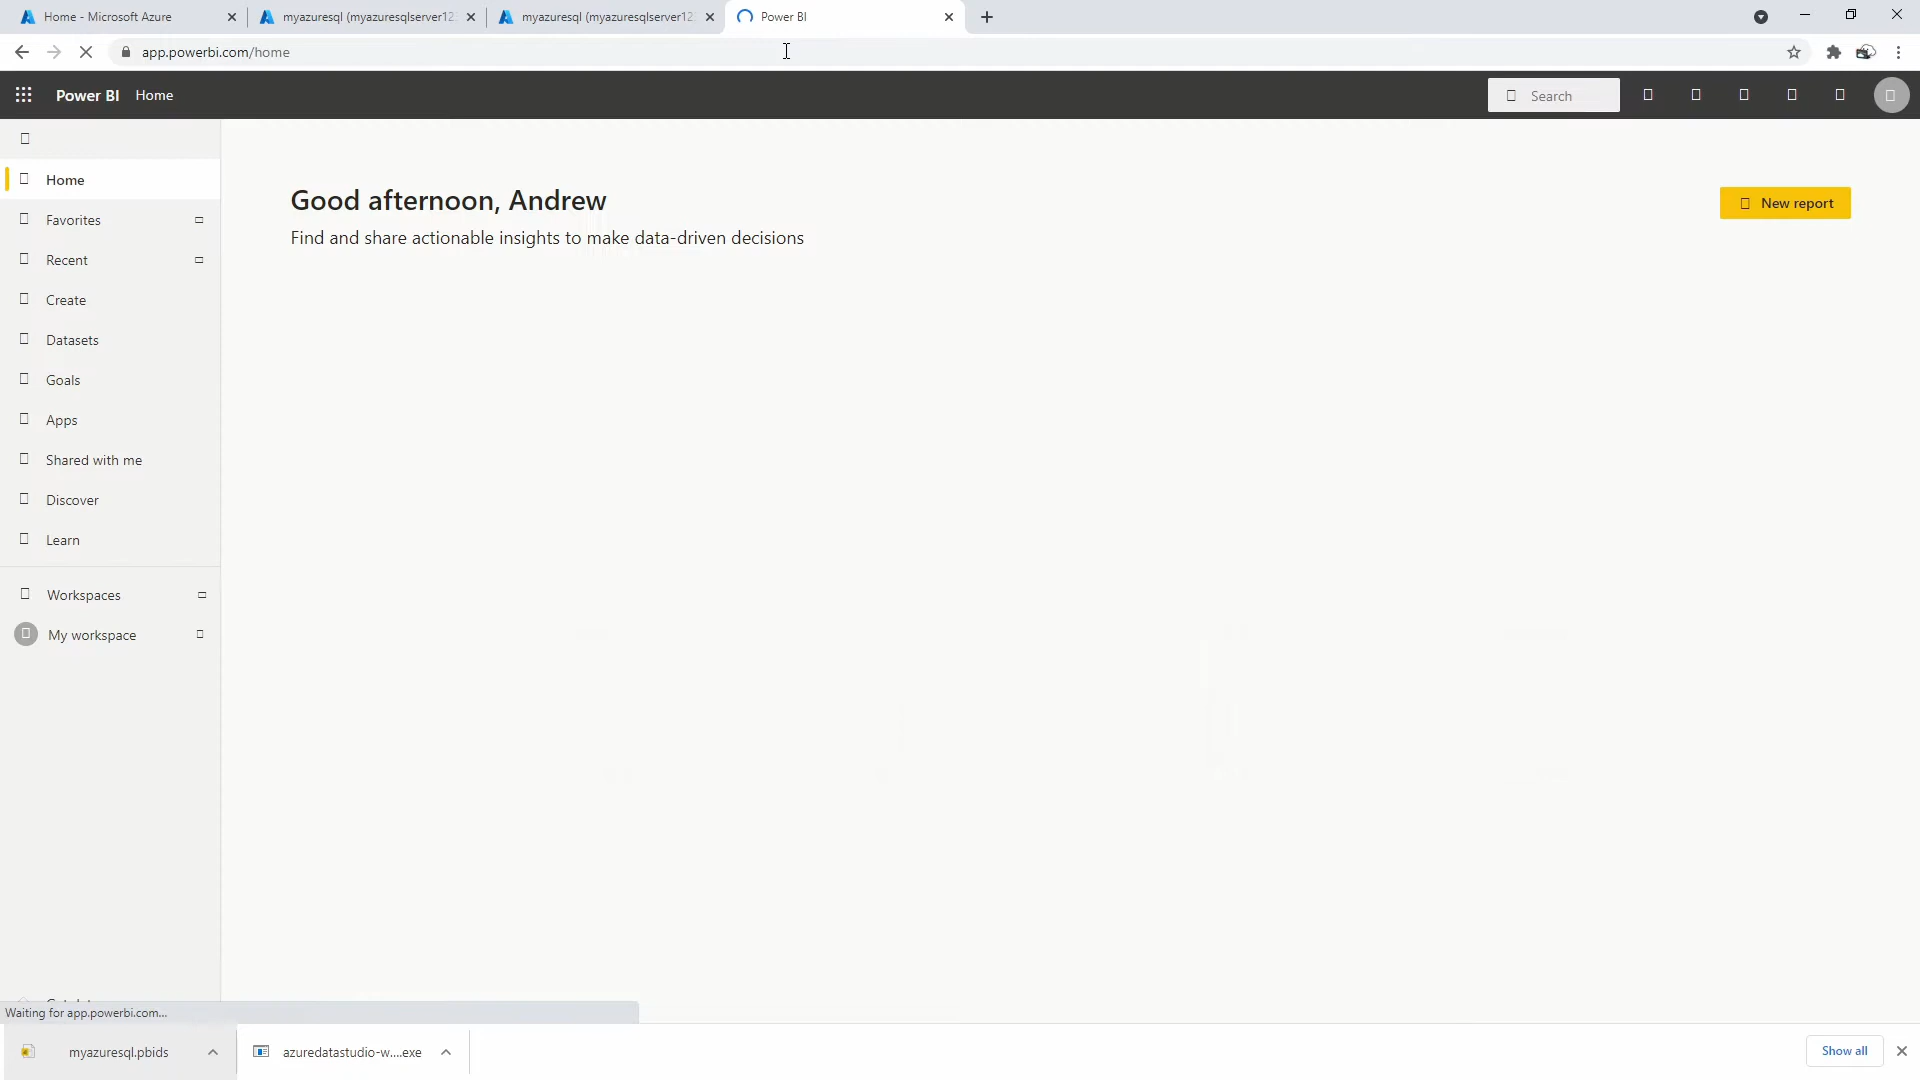 Home - Microsoft Azure
myazuresql (myazuresqlserver12
myazuresql (myazuresqlserver12
Power BI
app.powerbi.com/home
Power BI Home
Search
Home
Favorites
Recent
Create
Datasets
Goals
Apps
Shared with me
Discover
Learn
Workspaces
My workspace
Good afternoon, Andrew
Find and share actionable insights to make data-driven decisions
New report
Waiting for app.powerbi.com...
myazuresql.pbids
azuredatastudio-w....exe
Show all